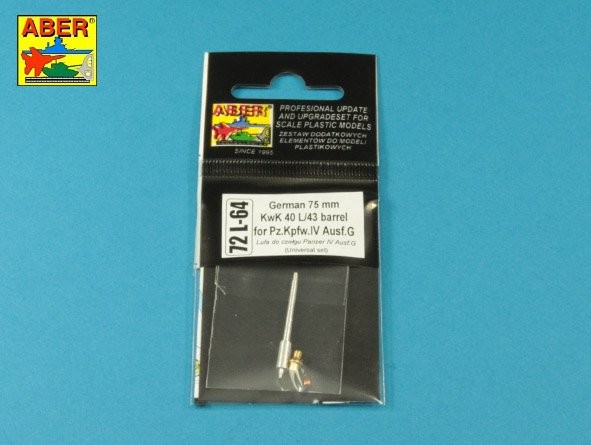 ABER
ABER
PROFESIONAL UPDATE
AND UPGRADESET FOR
SCALE PLASTIC MODELS
ZESTAW DODATKOWYCH
ELEMENTÓW DO MODELI
PLASTIKOWYCH
SINCE 1995
72 L-64
German 75 mm
KwK 40 L/43 barrel
for Pz.Kpfw.IV Ausf.G
Lufa do czołgu Panzer IV Ausf.G
(Universal set)